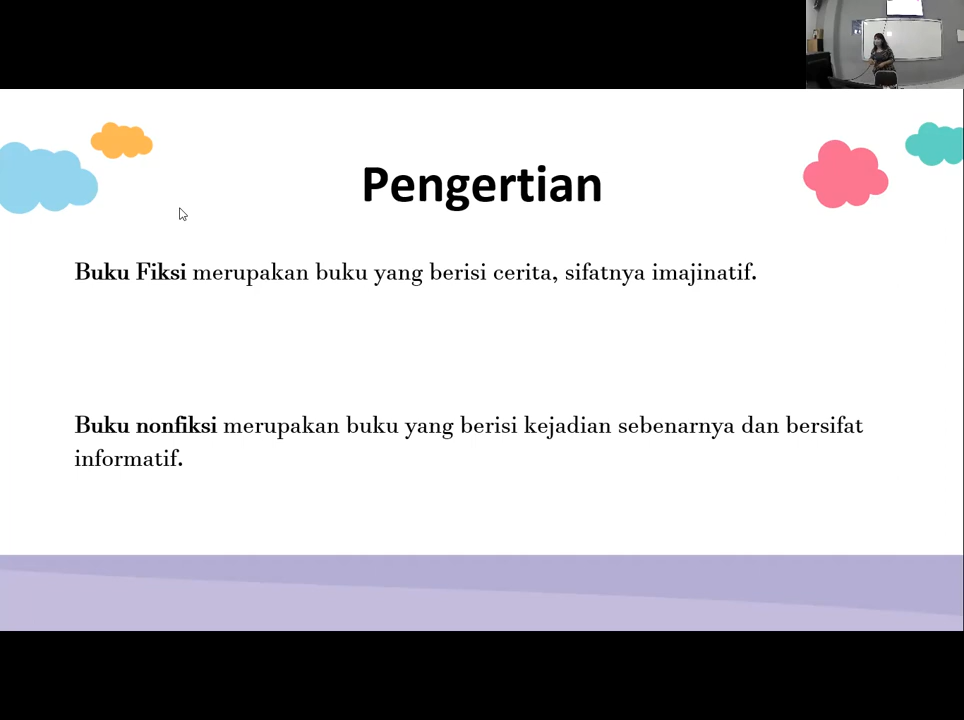 Pengertian
Buku Fiksi merupakan buku yang berisi cerita, sifatnya imajinatif.
Buku nonfiksi merupakan buku yang berisi kejadian sebenarnya dan bersifat
informatif.